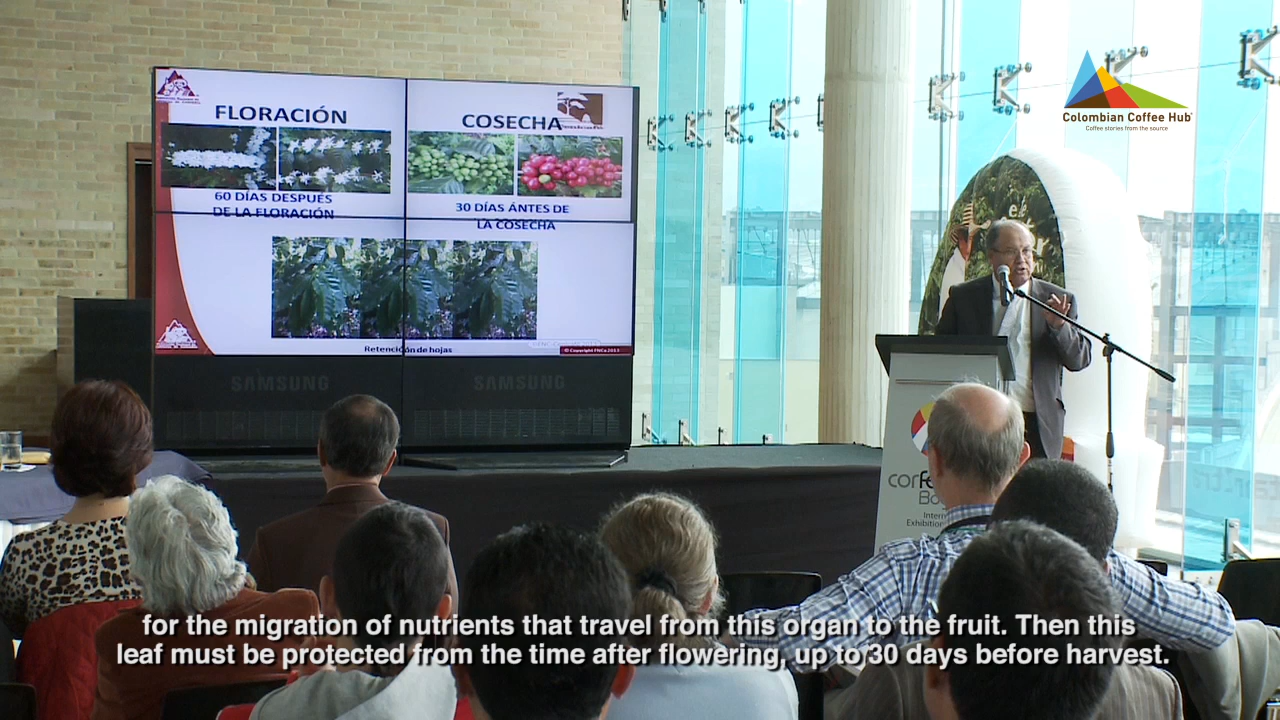 FLORACIÓN
COSECHA
60 DÍAS DESPUÉS
DE LA FLORACIÓN
30 DÍAS ÁNTES DE
LA COSECHA
Retención de hojas
© Copyright FNC
SAMSUNG
SAMSUNG
Colombian Coffee Hub
Coffee stories from the source
for the migration of nutrients that travel from this organ to the fruit. Then this
leaf must be protected from the time after flowering, up to 30 days before harvest.